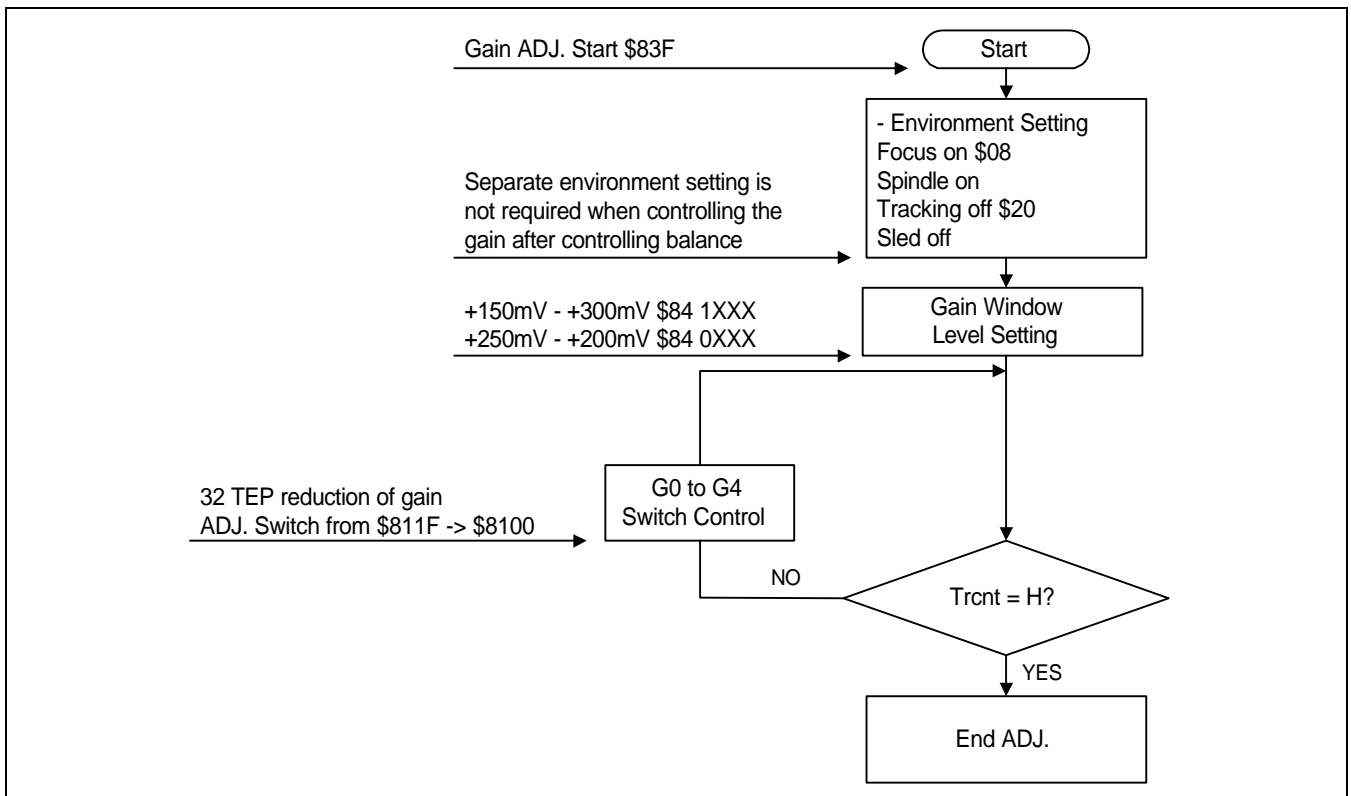 Gain ADJ. Start $83F
Start
- Environment Setting
Focus on $08
Spindle on
Tracking off $20
Sled off
Separate environment setting is
not required when controlling the
gain after controlling balance
+150mV - +300mV $84 1XXX
+250mV - +200mV $84 0XXX
Gain Window
Level Setting
32 TEP reduction of gain
ADJ. Switch from $811F -> $8100
G0 to G4
Switch Control
NO
Trcnt = H?
YES
End ADJ.